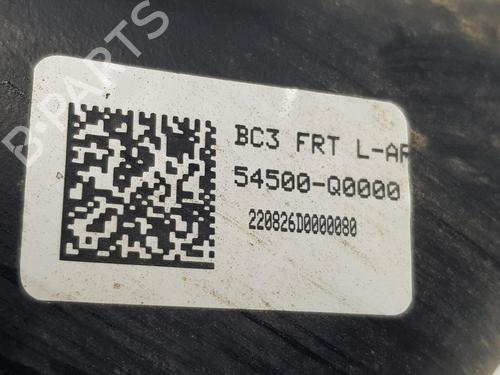 B-PARTS
BC3 FRT L-AR
54500-Q0000
220826D0000080